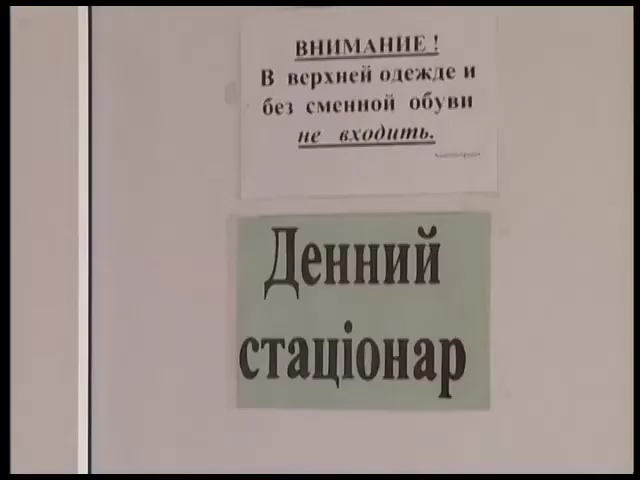 ВНИМАНИЕ !
В верхней одежде и
без сменной обуви
не входить.
Денний
стаціонар